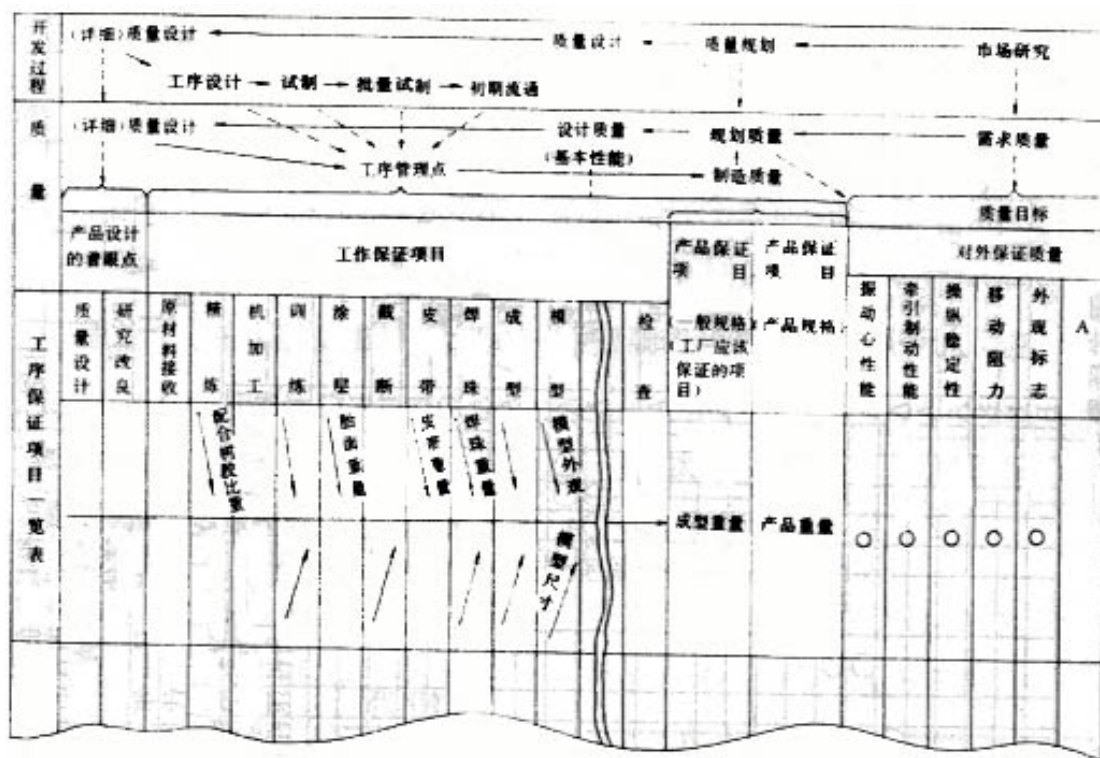 开发过程
(详细)质量设计 质量设计 质量规划 市场研究
工序设计 试制 批量试制 初期流通
质量
(详细)质量设计 设计质量 规划质量 需求质量
(基本性能)
工序管理点 制造质量
质量目标
产品设计的着眼点
工作保证项目
产品保证项目
产品保证项目
对外保证质量
工序保证项目一览表
质量设计
研究改良
原材料接收
精炼
机加工
训练
涂层
截断
皮带
焊珠
成型
模型
检查
(一般规格)
(工厂应该保证的项目)
产品规格
振动心性能
牵引制动性能
操纵稳定性
移动阻力
外观标志
A
胎面重量
皮带重量
焊珠重量
模型外观
成型重量 产品重量
○ ○ ○ ○ ○
模型尺寸